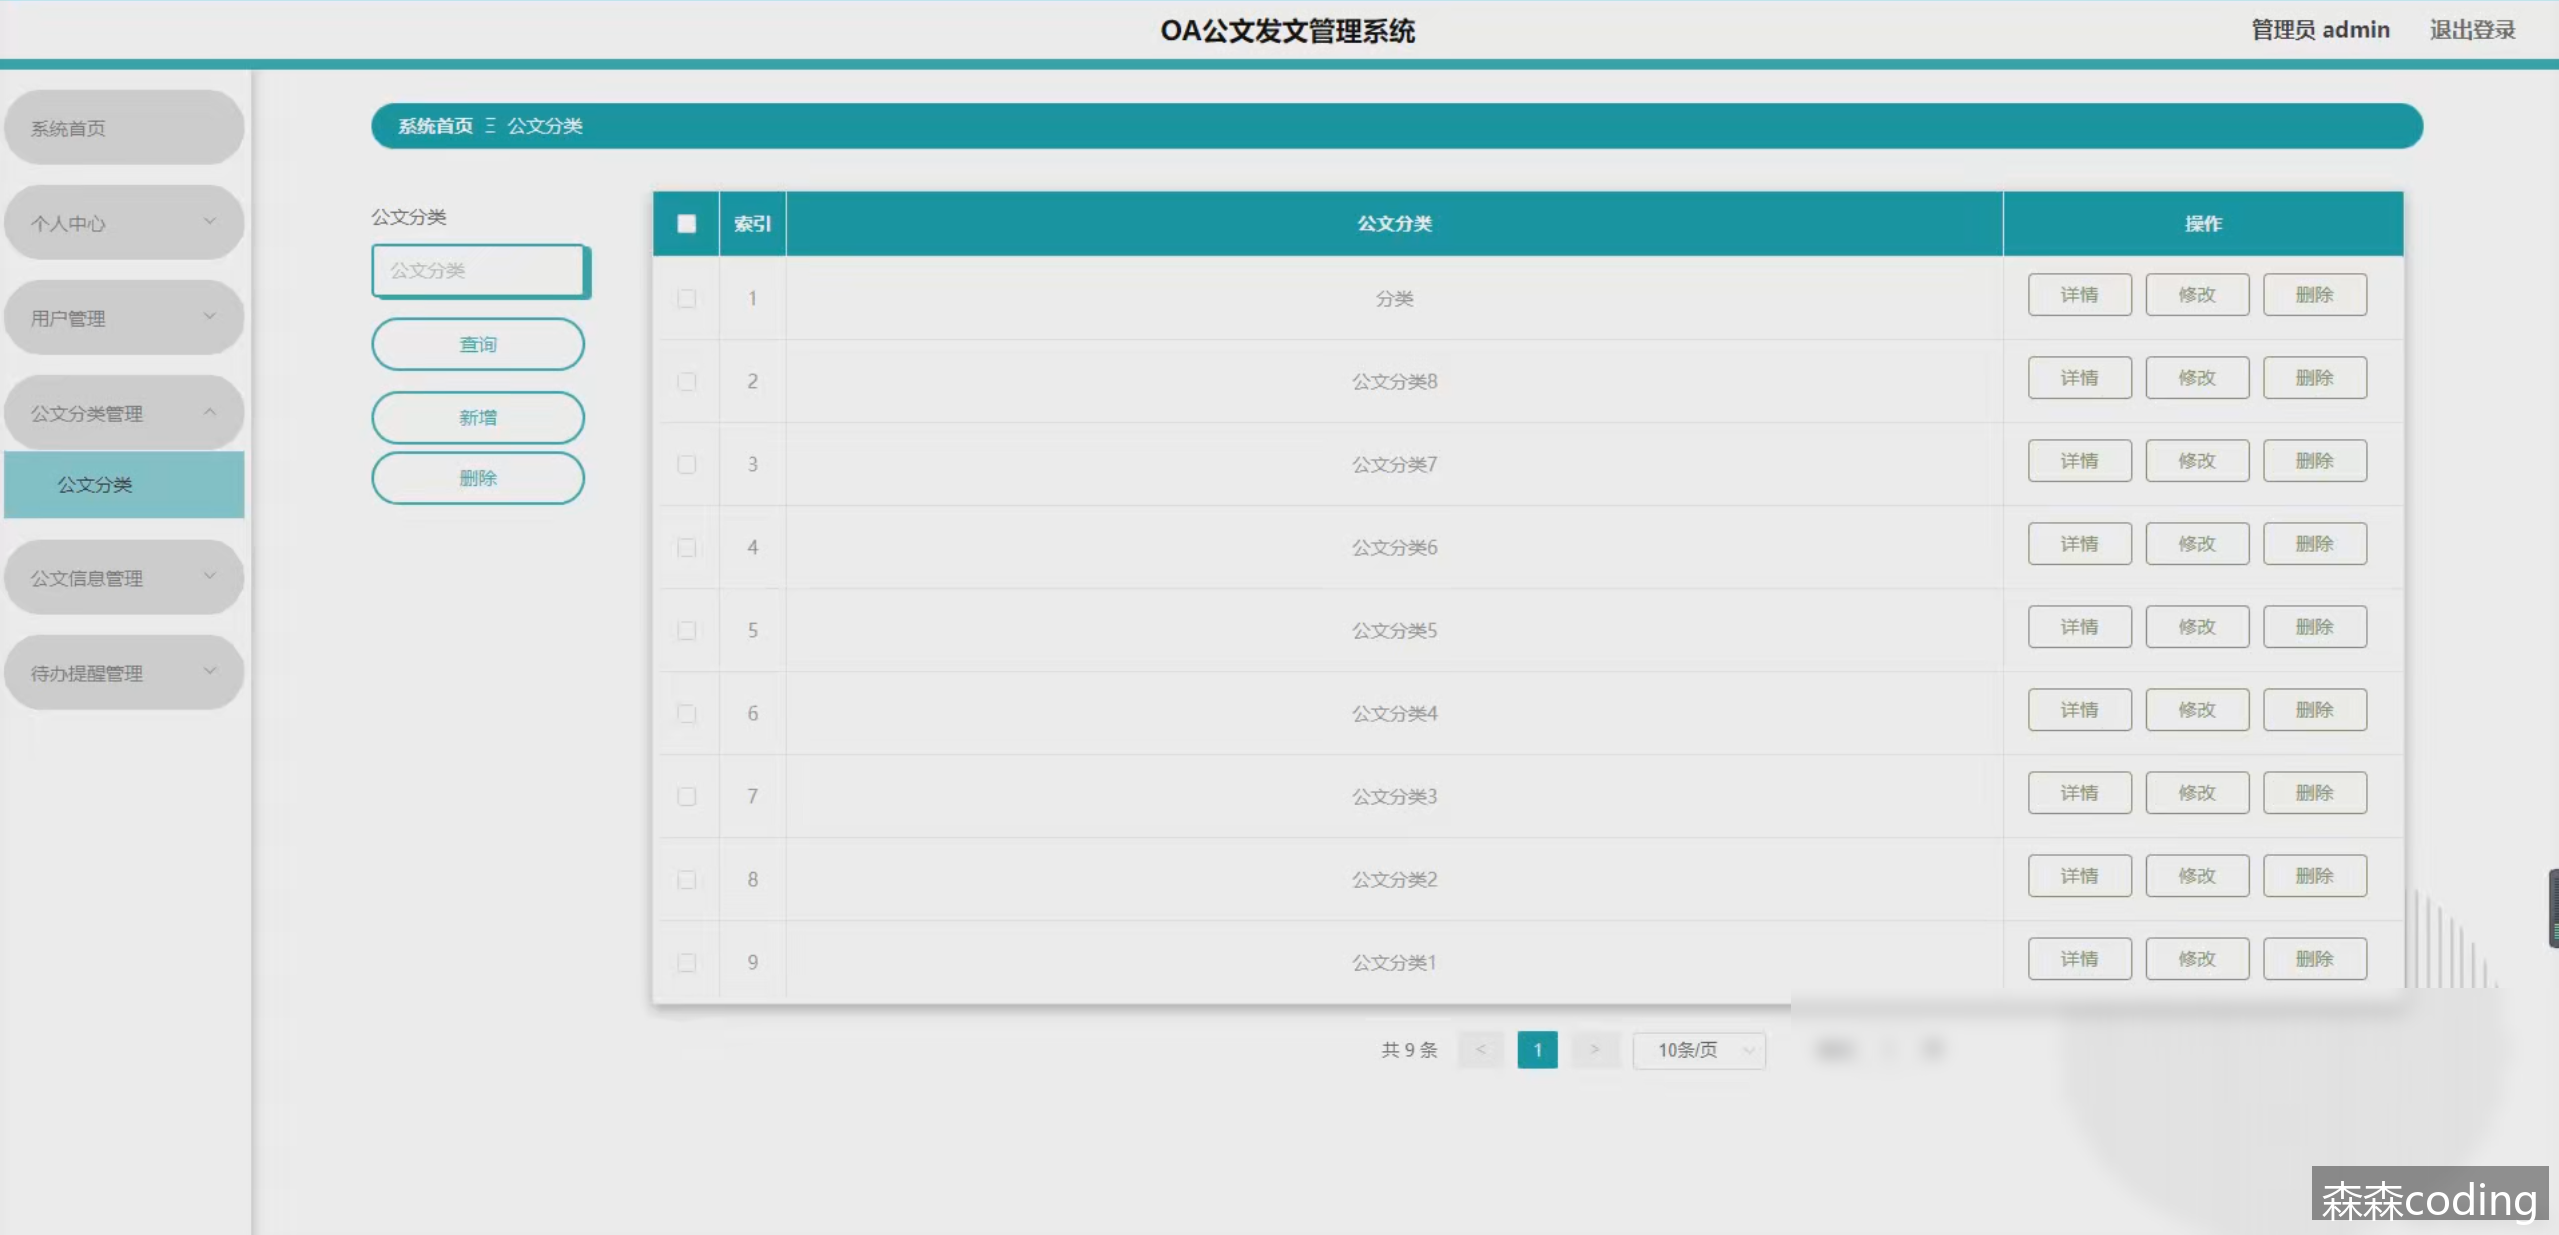 OA公文发文管理系统
管理员 admin
退出登录
系统首页
个人中心
用户管理
公文分类管理
公文分类
公文信息管理
待办提醒管理
系统首页 Ξ 公文分类
公文分类
公文分类
查询
新增
删除
索引 公文分类 操作
1 分类 详情 修改 删除
2 公文分类8 详情 修改 删除
3 公文分类7 详情 修改 删除
4 公文分类6 详情 修改 删除
5 公文分类5 详情 修改 删除
6 公文分类4 详情 修改 删除
7 公文分类3 详情 修改 删除
8 公文分类2 详情 修改 删除
9 公文分类1 详情 修改 删除
共 9 条 < 1 > 10条/页
森森coding